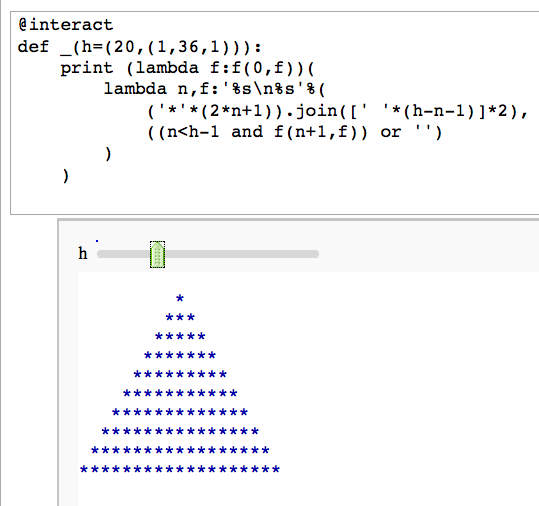 @interact
def _(h=(20,(1,36,1))):
    print (lambda f:f(0,f))(
        lambda n,f:'%s\n%s'%(
            ('*'*(2*n+1)).join([' '*(h-n-1)]*2),
            ((n<h-1 and f(n+1,f)) or '')
        )
    )
h
         *
        ***
       *****
      *******
     *********
    ***********
   *************
  ***************
 *****************
*******************